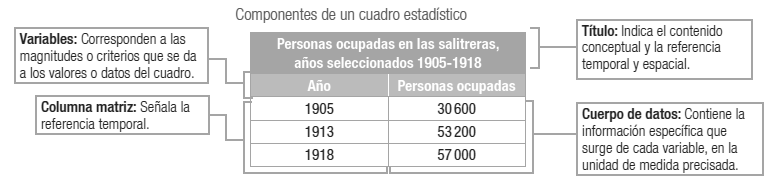 Componentes de un cuadro estadístico
Variables: Corresponden a las
magnitudes o criterios que se da
a los valores o datos del cuadro.
Columna matriz: Señala la
referencia temporal.
Personas ocupadas en las salitreras,
años seleccionados 1905-1918
Año Personas ocupadas
1905 30 600
1913 53 200
1918 57 000
Título: Indica el contenido
conceptual y la referencia
temporal y espacial.
Cuerpo de datos: Contiene la
información específica que
surge de cada variable, en la
unidad de medida precisada.